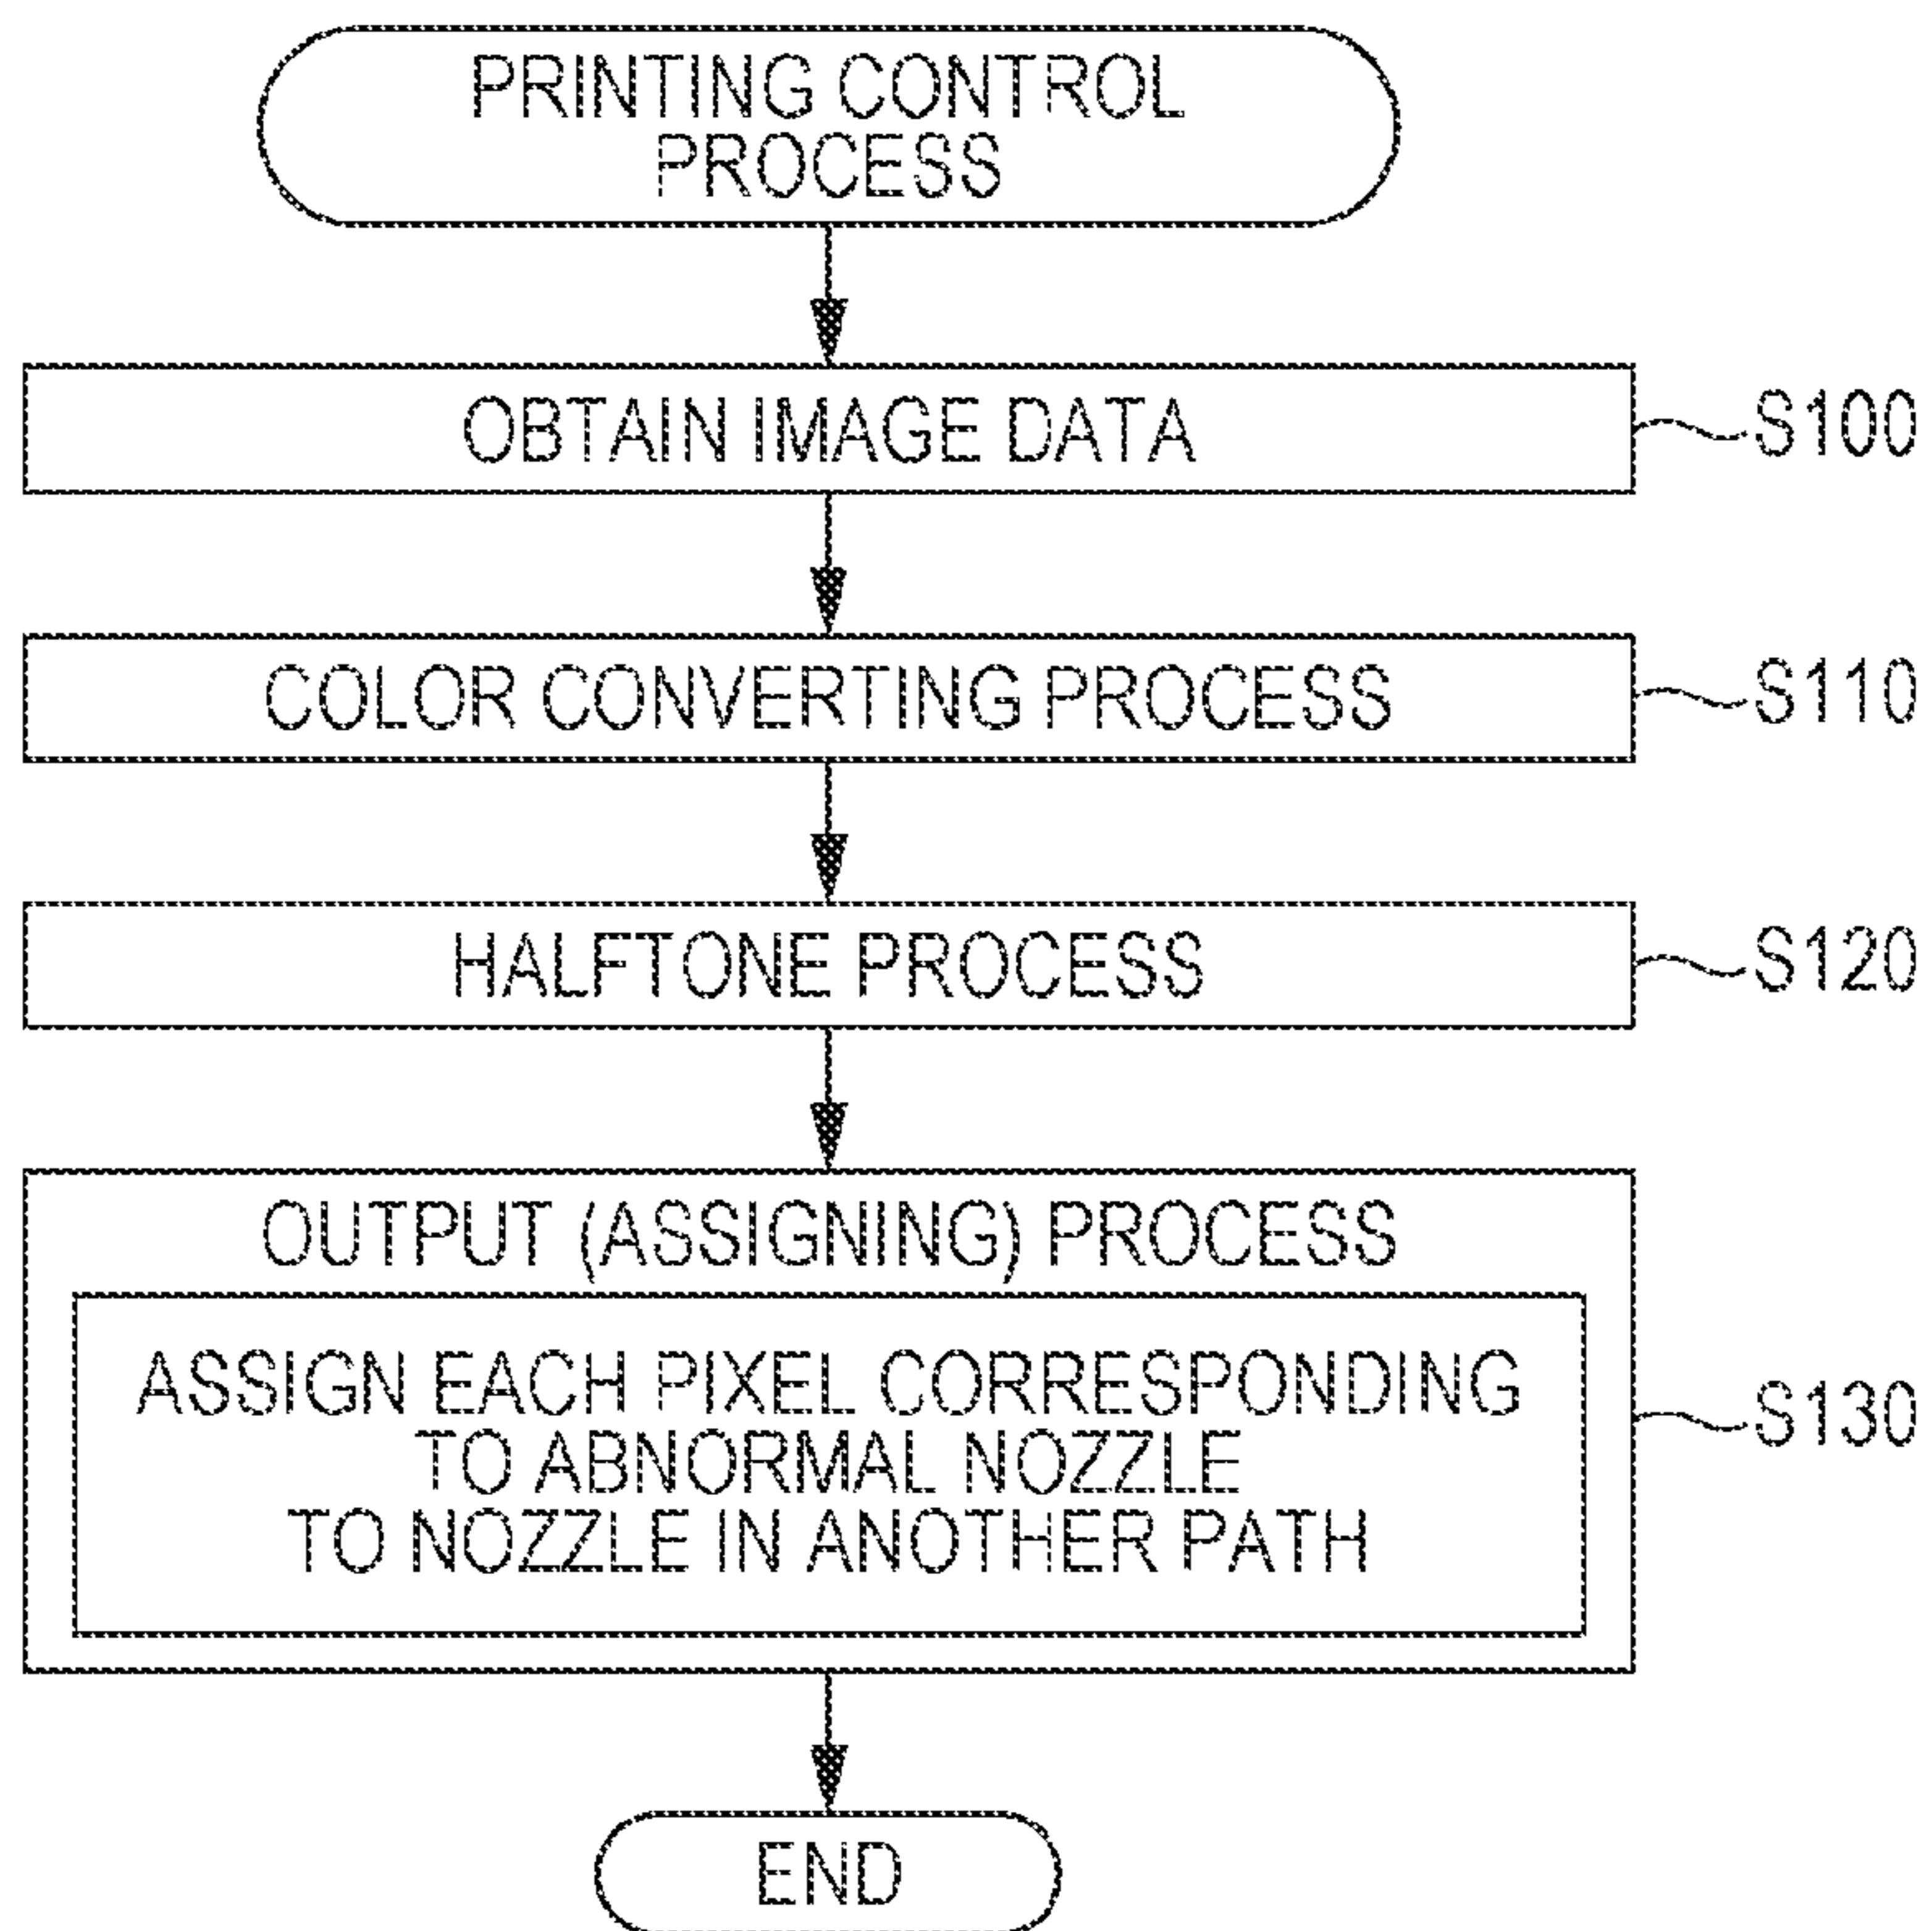 PRINTING CONTROL
PROCESS
OBTAIN IMAGE DATA
S100
COLOR CONVERTING PROCESS
S110
HALFTONE PROCESS
S120
OUTPUT (ASSIGNING) PROCESS
ASSIGN EACH PIXEL CORRESPONDING
TO ABNORMAL NOZZLE
TO NOZZLE IN ANOTHER PATH
S130
END